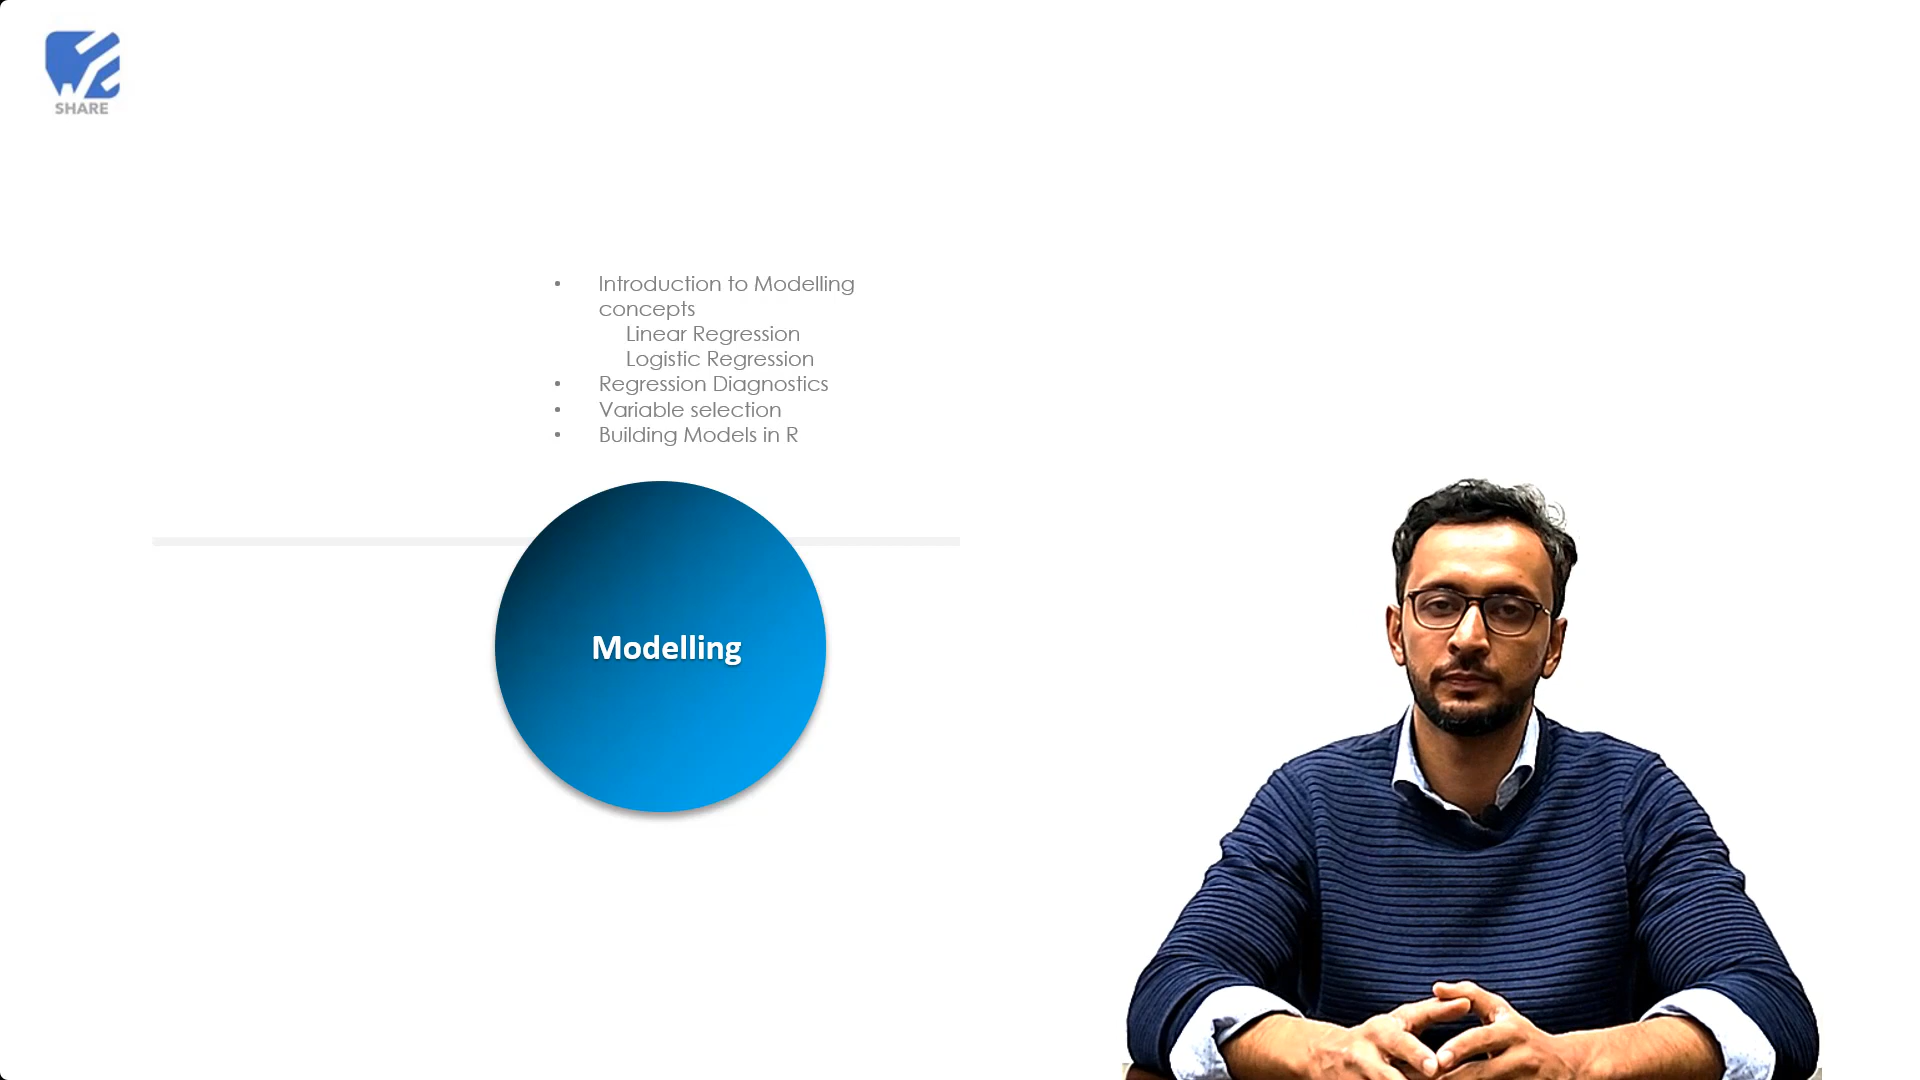 SHARE
• Introduction to Modelling
concepts
Linear Regression
Logistic Regression
• Regression Diagnostics
• Variable selection
• Building Models in R
Modelling